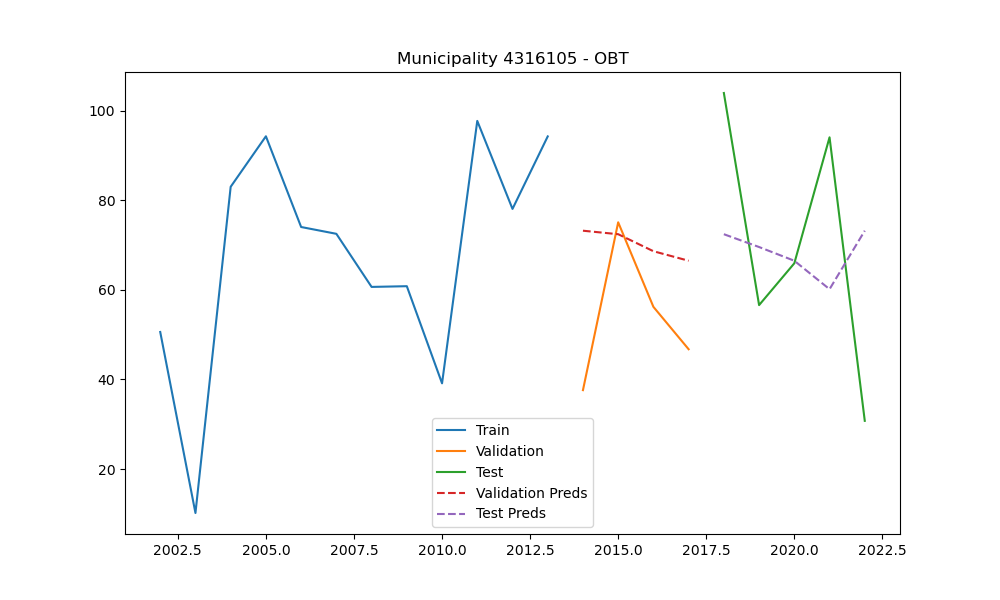 Municipality 4316105 - OBT
100
80
60
40
20
Train
Validation
Test
Validation Preds
Test Preds
2002.5 2005.0 2007.5 2010.0 2012.5 2015.0 2017.5 2020.0 2022.5